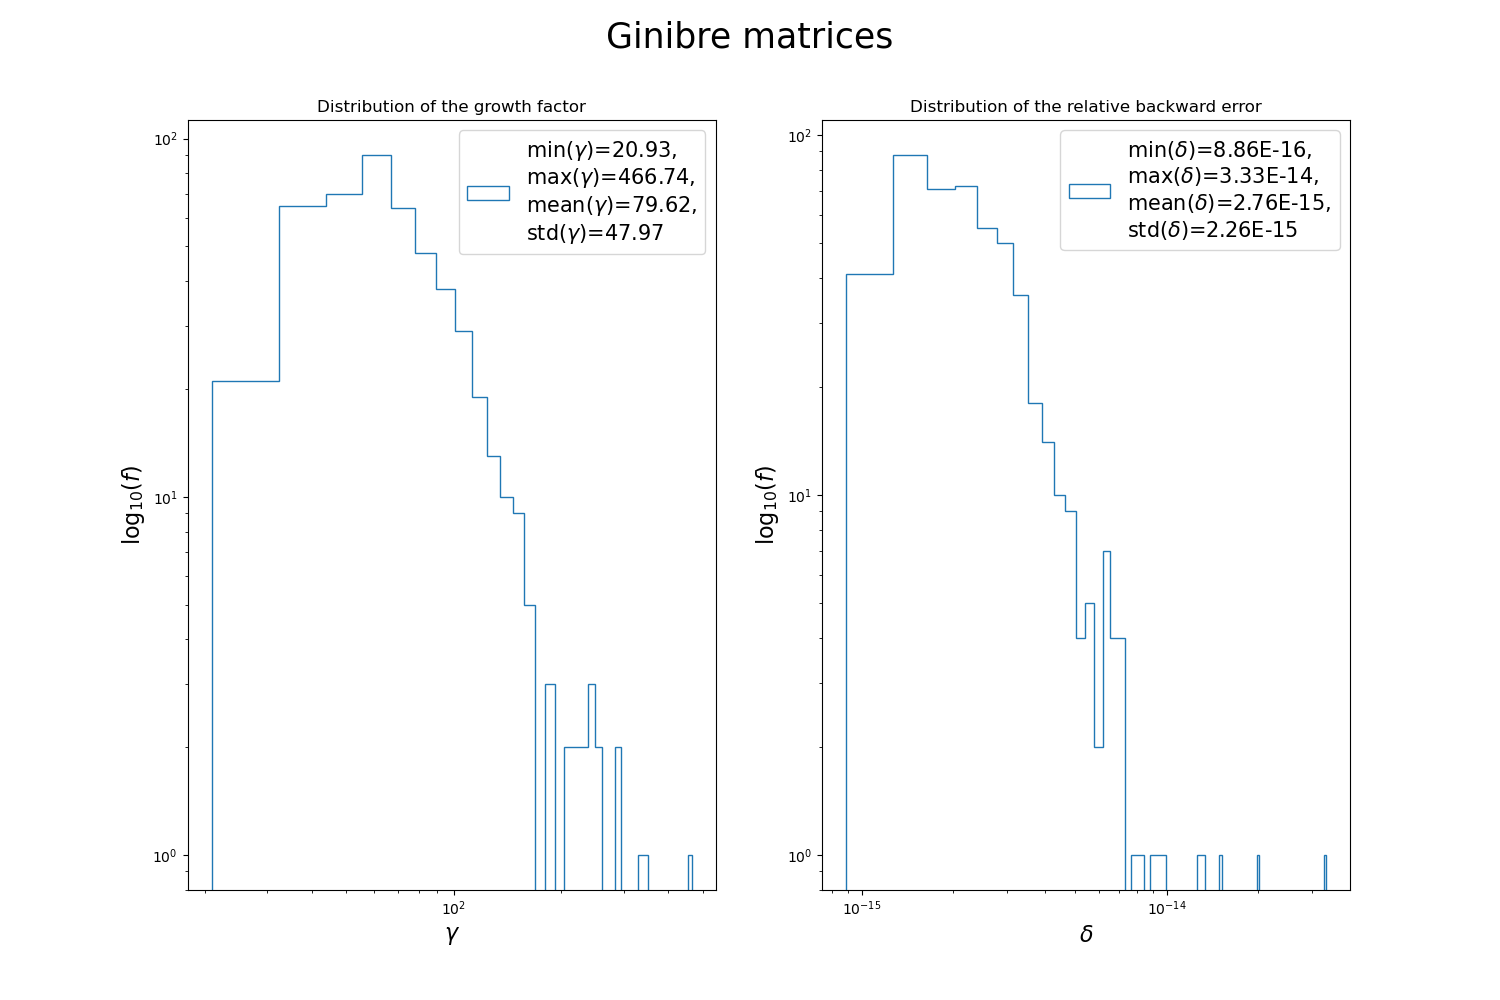 Ginibre matrices
Distribution of the growth factor
10²
10¹
10⁰
log₁₀(f)
min(γ)=20.93,
max(γ)=466.74,
mean(γ)=79.62,
std(γ)=47.97
10²
γ
Distribution of the relative backward error
10²
10¹
10⁰
log₁₀(f)
min(δ)=8.86E-16,
max(δ)=3.33E-14,
mean(δ)=2.76E-15,
std(δ)=2.26E-15
10⁻¹⁵ 10⁻¹⁴
δ